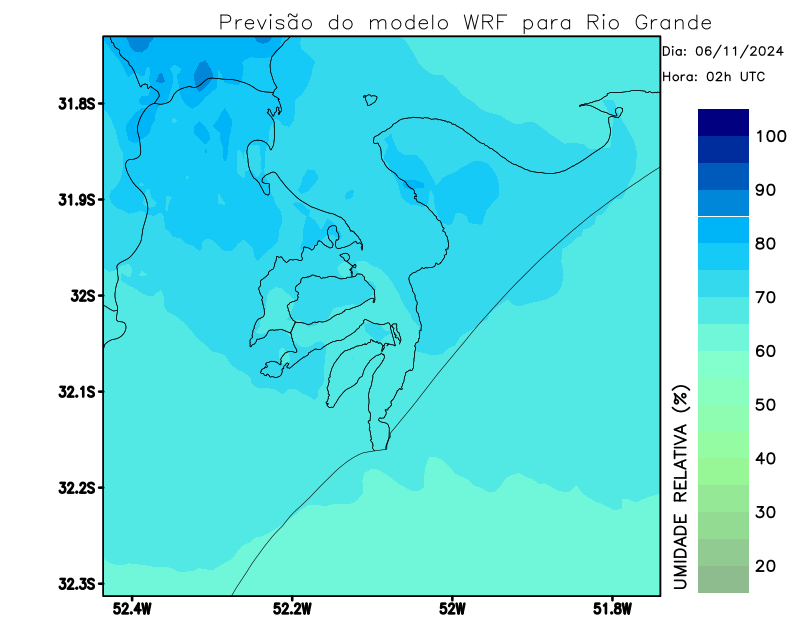 Previsão do modelo WRF para Rio Grande
Dia: 06/11/2024
Hora: 02h UTC
31.8S
31.9S
32S
32.1S
32.2S
32.3S
52.4W
52.2W
52W
51.8W
100
90
80
70
60
50
40
30
20
UMIDADE RELATIVA (%)